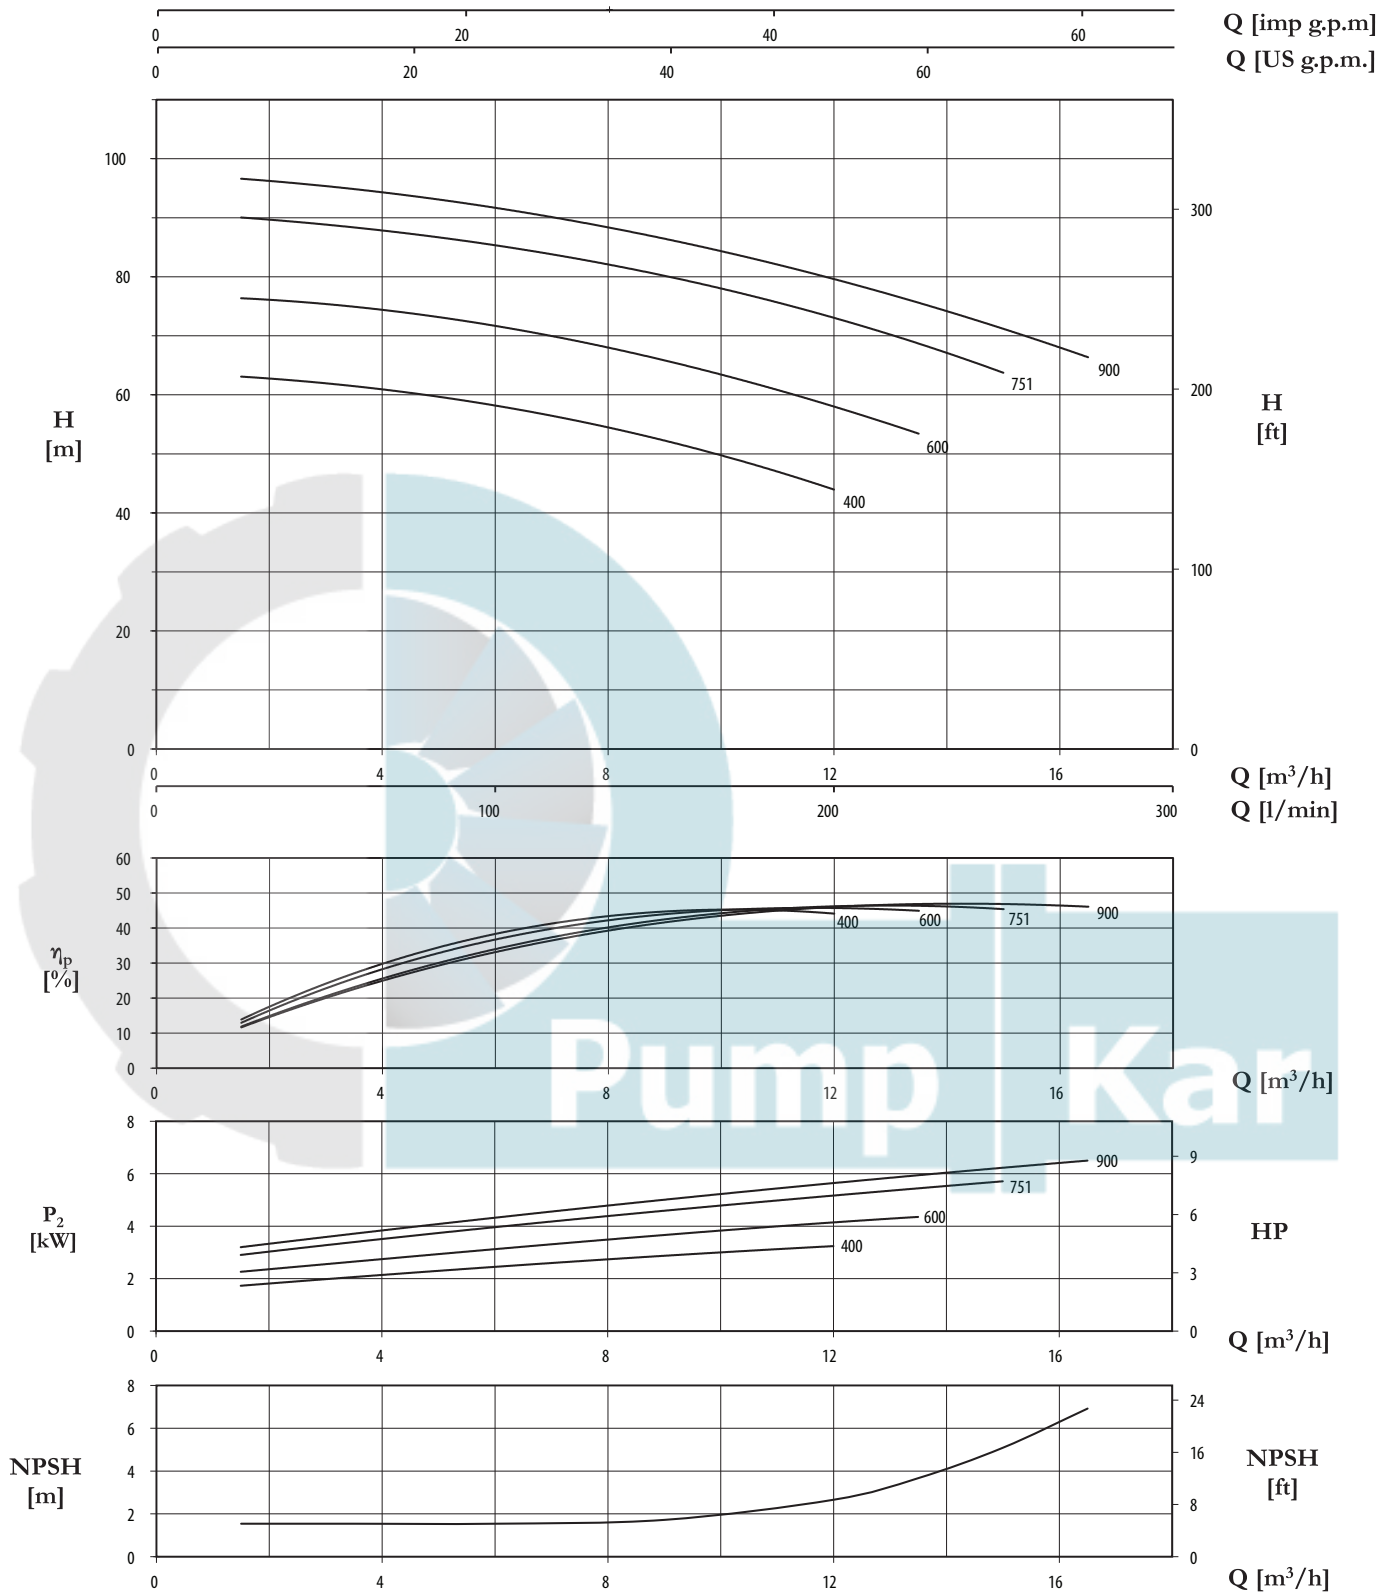 0 20 40 60 Q [imp g.p.m]
0 20 40 60 Q [US g.p.m.]
100
80
60
40
20
0
H
[m]
300
200
100
0
H
[ft]
900
751
600
400
0 4 8 12 16 Q [m³/h]
0 100 200 300 Q [l/min]
60
50
40
30
20
10
0
ηp
[%]
400 600 751 900
Pump Kar
0 4 8 12 16 Q [m³/h]
8
6
4
2
0
P₂
[kW]
900
751
600
400
9
6
3
0
HP
0 4 8 12 16 Q [m³/h]
8
6
4
2
0
NPSH
[m]
24
16
8
0
NPSH
[ft]
0 4 8 12 16 Q [m³/h]